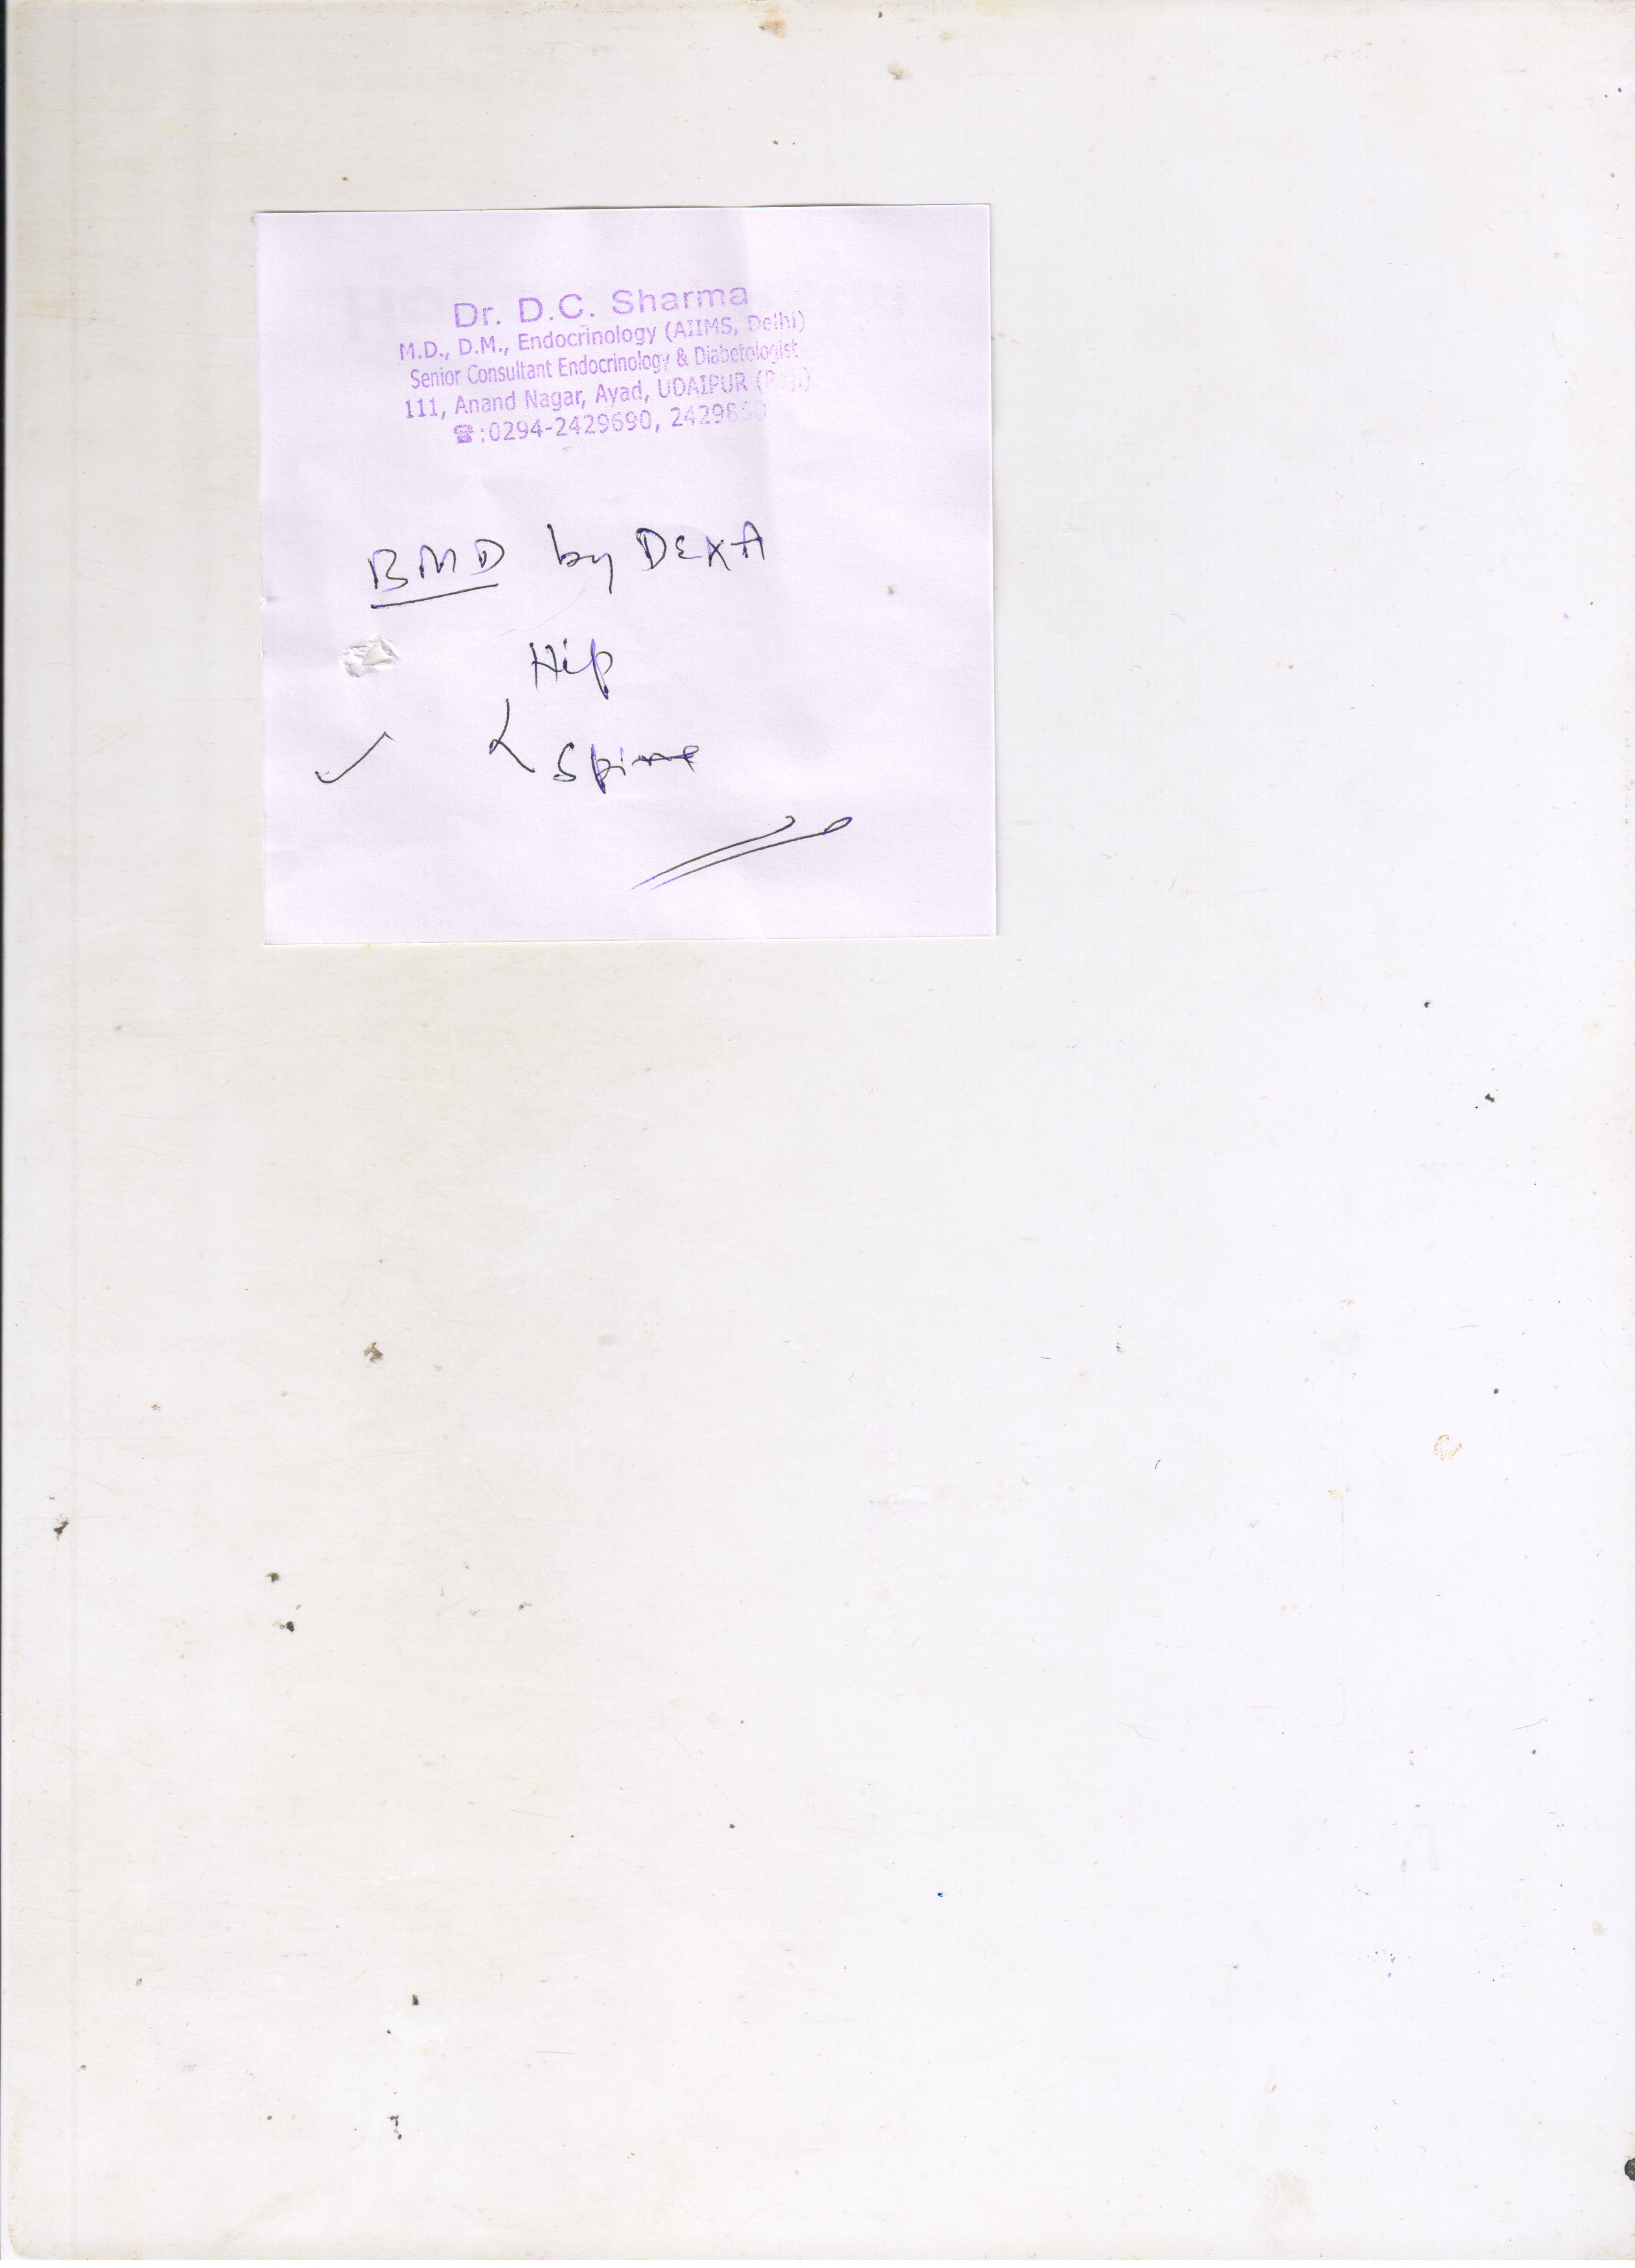 Dr. D.C. Sharma
M.D., D.M., Endocrinology (AIIMS, Delhi)
Senior Consultant Endocrinology & Diabetologist
111, Anand Nagar, Ayad, UDAIPUR (Raj.)
☎:0294-2429690,
BMD by DEXA
Hip
Spine